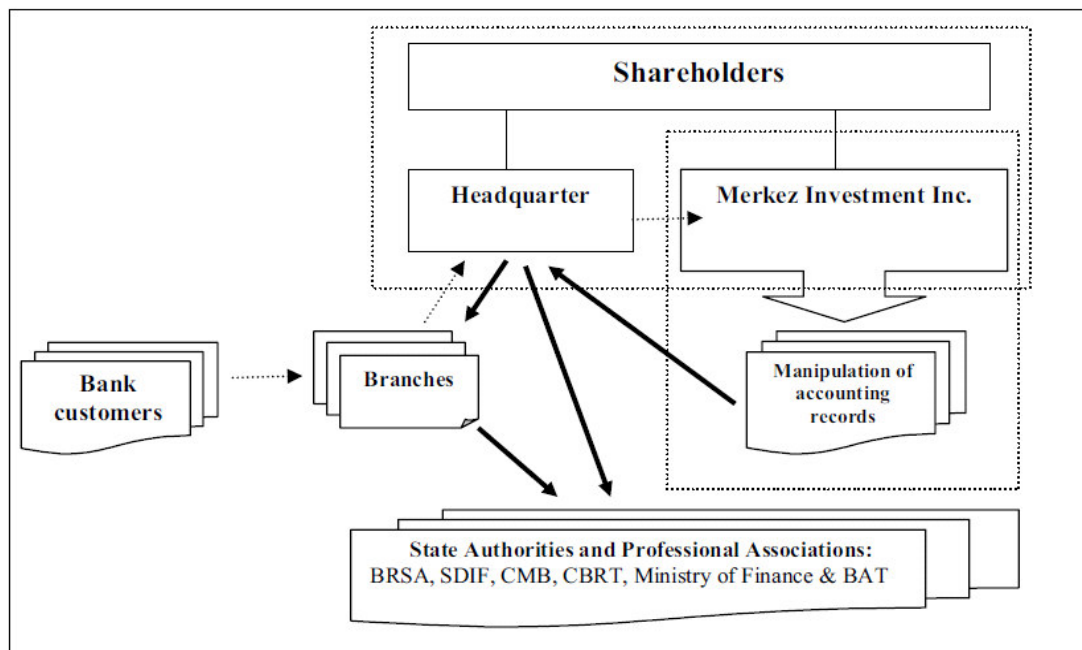 Shareholders
Headquarter
Merkez Investment Inc.
Bank
customers
Branches
Manipulation of
accounting
records
State Authorities and Professional Associations:
BRSA, SDIF, CMB, CBRT, Ministry of Finance & BAT